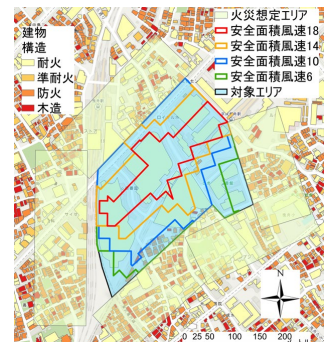 建物
構造
耐火
準耐火
防火
木造
火災想定エリア
安全面積風速18
安全面積風速14
安全面積風速10
安全面積風速6
対象エリア
N
0 25 50 100 150 200